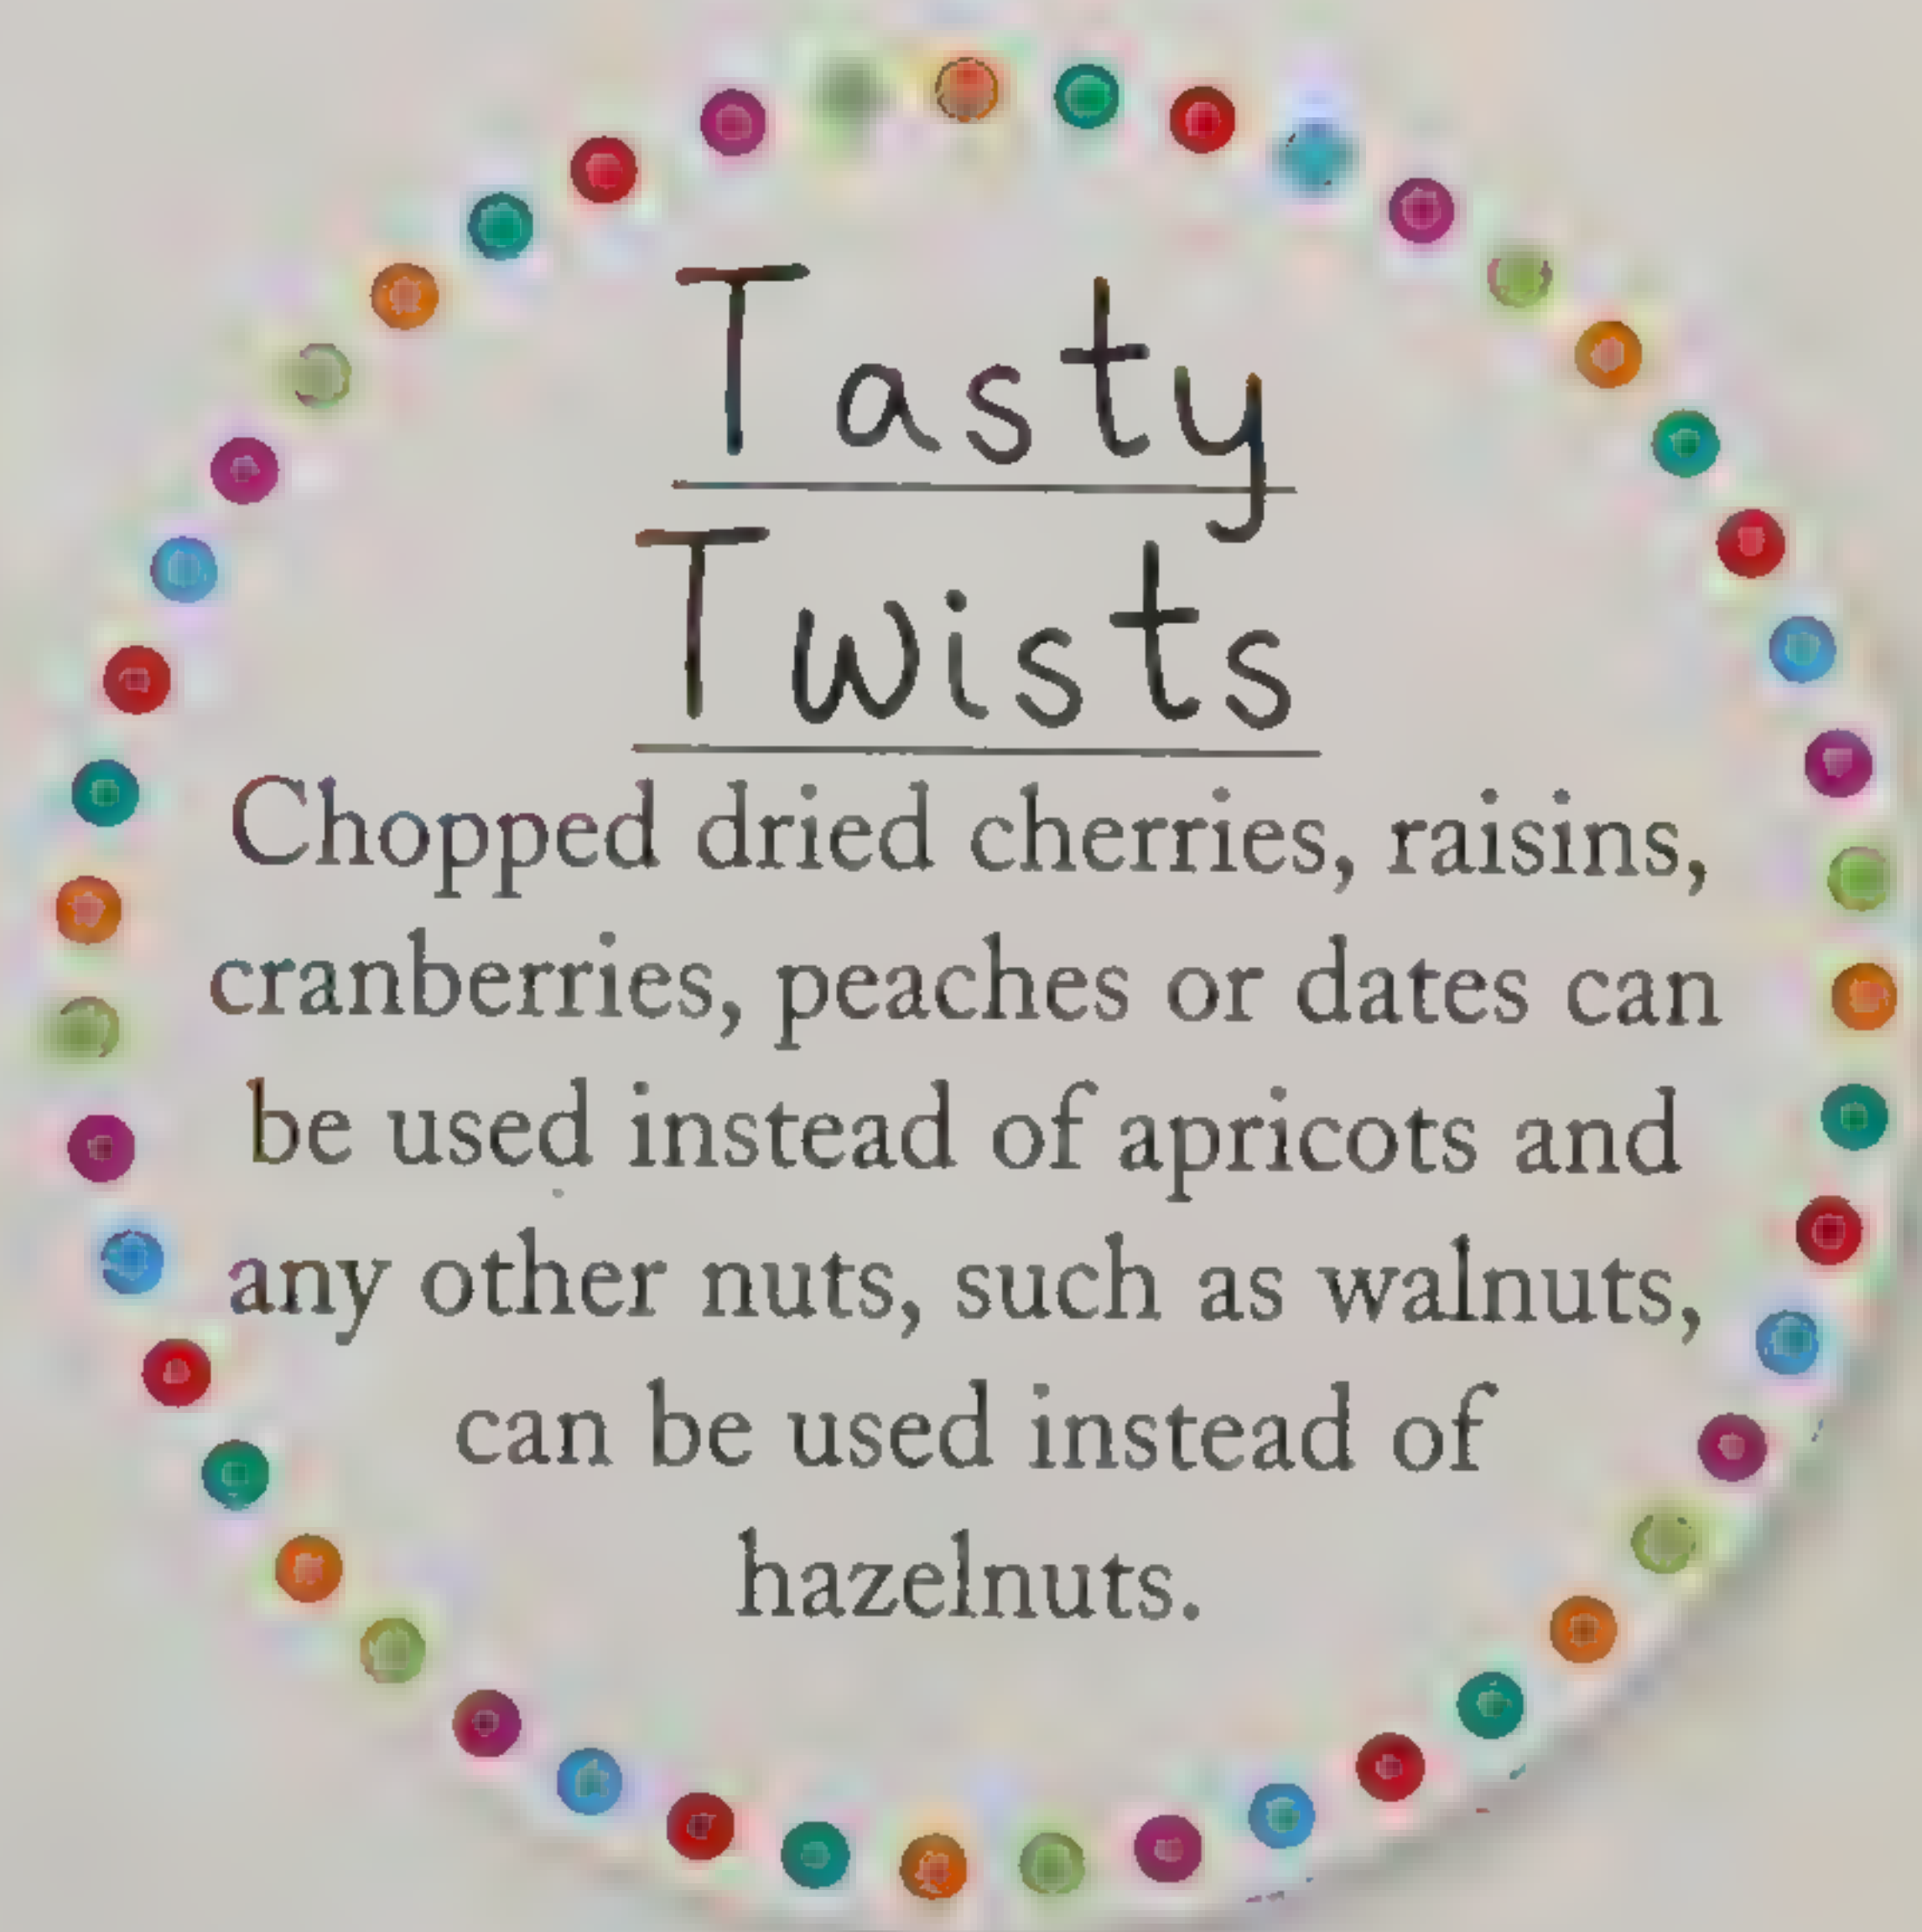 Tasty
Twists
Chopped dried cherries, raisins,
cranberries, peaches or dates can
be used instead of apricots and
any other nuts, such as walnuts,
can be used instead of
hazelnuts.